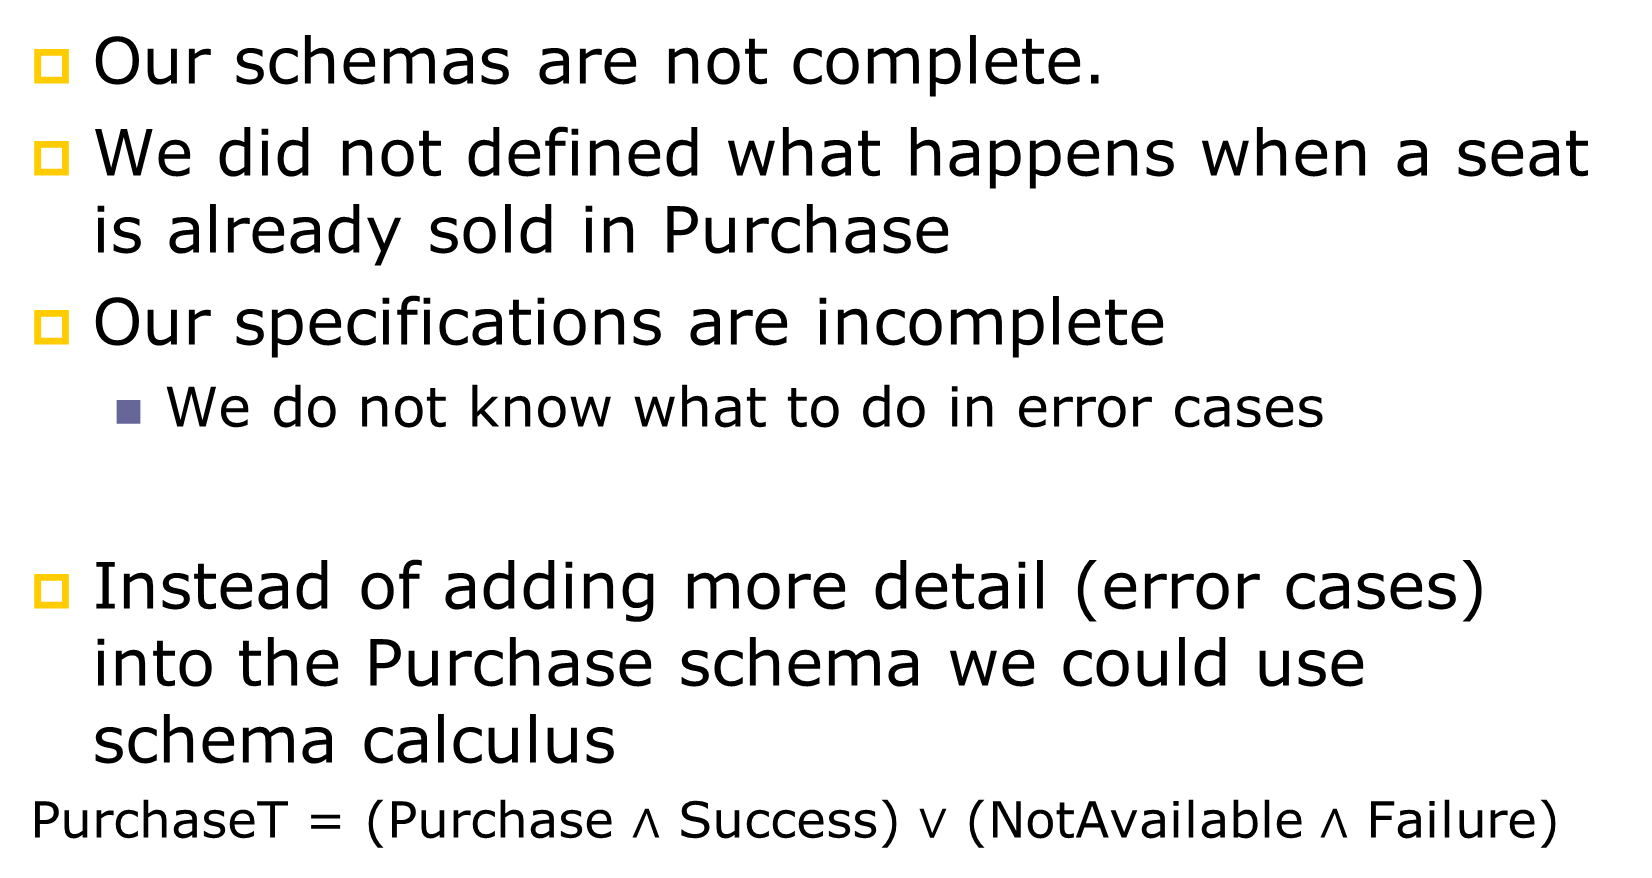 Our schemas are not complete.
We did not defined what happens when a seat
is already sold in Purchase
Our specifications are incomplete
We do not know what to do in error cases
Instead of adding more detail (error cases)
into the Purchase schema we could use
schema calculus
PurchaseT = (Purchase ∧ Success) ∨ (NotAvailable ∧ Failure)